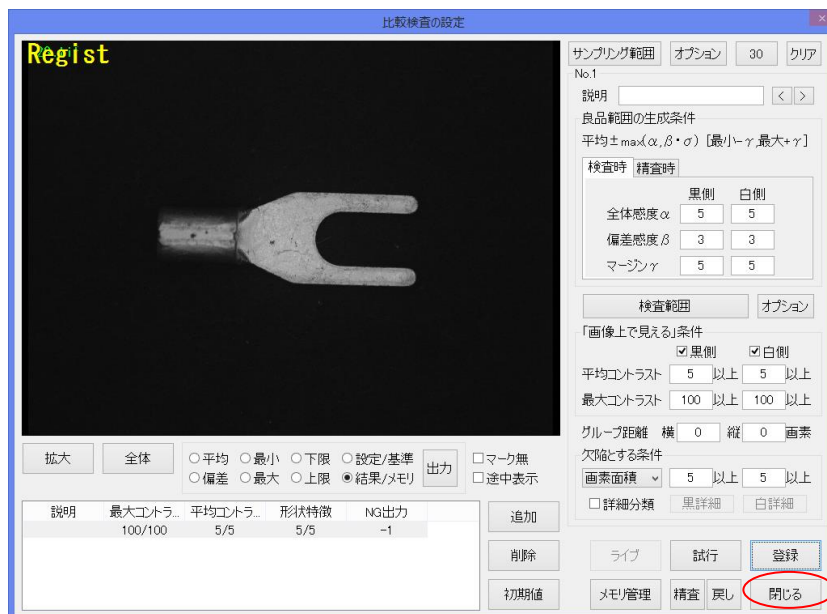 比較検査の設定
×
Regist
サンプリング範囲 オプション 30 クリア
No.1
説明 < >
良品範囲の生成条件
平均±max(α,β・σ) [最小-γ,最大+γ]
検査時 精査時
黒側 白側
全体感度α 5 5
偏差感度β 3 3
マージンγ 5 5
検査範囲 オプション
「画像上で見える」条件
黒側 白側
平均コントラスト 5 以上 5 以上
最大コントラスト 100 以上 100 以上
グループ距離 横 0 縦 0 画素
欠陥とする条件
画素面積 5 以上 5 以上
詳細分類 黒詳細 白詳細
拡大 全体
平均 最小 下限 設定/基準
偏差 最大 上限 結果/メモリ
出力
マーク無
途中表示
説明 最大コントラ... 平均コントラ... 形状特徴 NG出力
100/100 5/5 5/5 -1
追加
削除
初期値
ライブ 試行 登録
メモリ管理 精査 戻し 閉じる